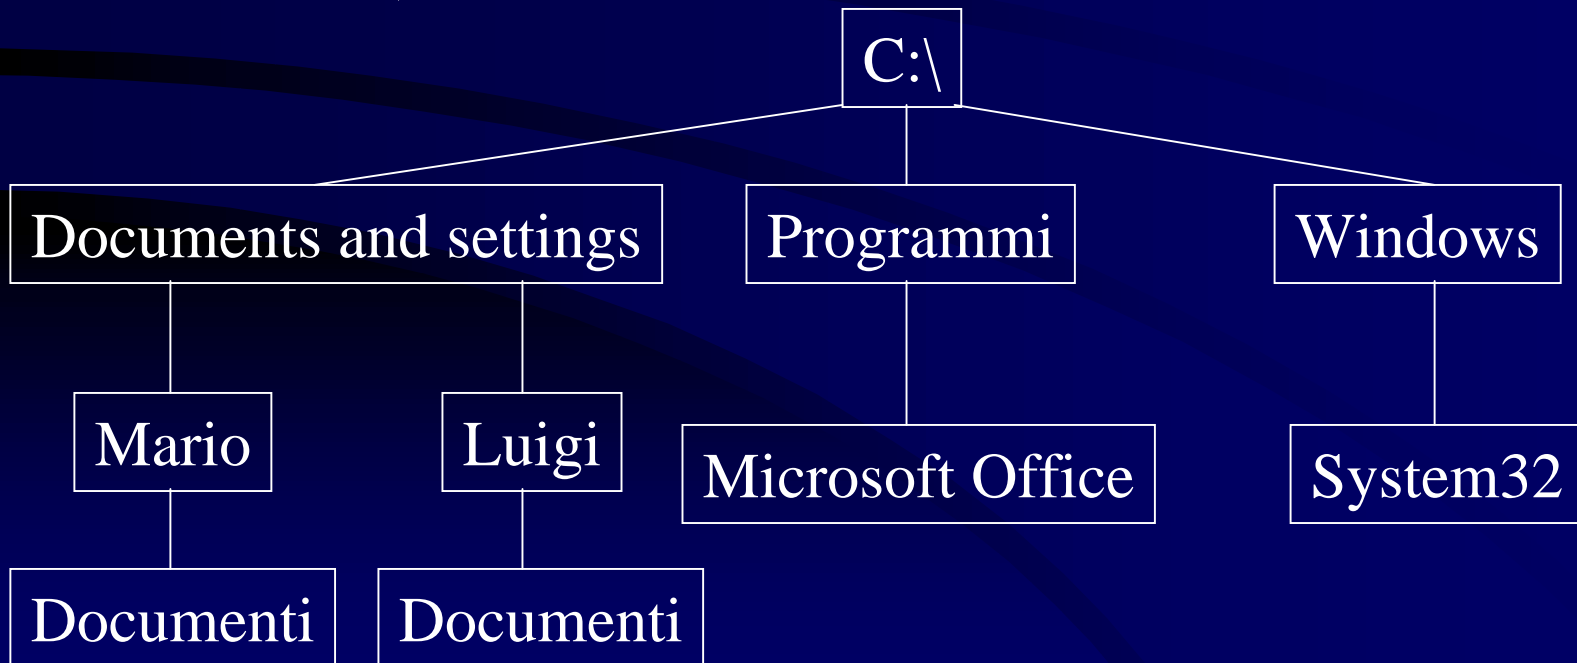 C:\
Documents and settings
Programmi
Windows
Mario
Luigi
Microsoft Office
System32
Documenti
Documenti